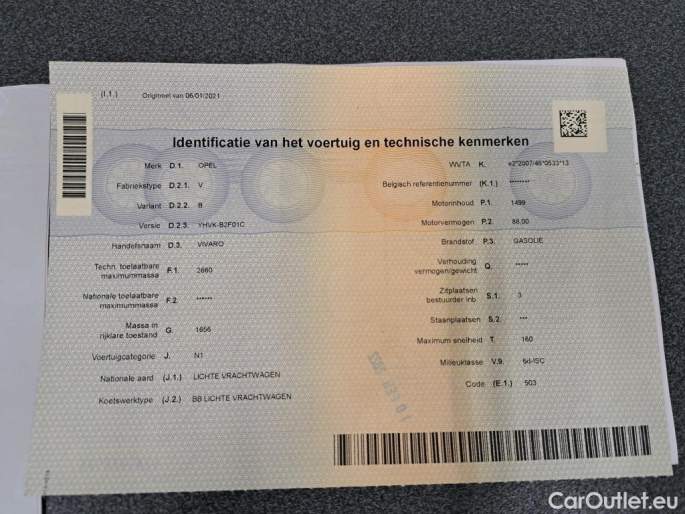 (I.1.) Origineel van 06/01/2021
Identificatie van het voertuig en technische kenmerken
Merk D.1. OPEL
Fabriekstype D.2.1. V
Variant D.2.2. B
Versie D.2.3. YHVK-B2F01C
Handelsnaam D.3. VIVARO
Techn. toelaatbare
maximummassa F.1. 2660
Nationale toelaatbare
maximummassa F.2. ******
Massa in
rijklare toestand G. 1656
Voertuigcategorie J. N1
Nationale aard (J.1.) LICHTE VRACHTWAGEN
Koetswerktype (J.2.) BB LICHTE VRACHTWAGEN
WVTA K. e2*2007/46*0533*13
Belgisch referentienummer (K.1.) ********
Motorinhoud P.1. 1499
Motorvermogen P.2. 88,00
Brandstof P.3. GASOLIE
Verhouding
vermogen/gewicht Q. *****
Zitplaatsen
bestuurder inb. S.1. 3
Staanplaatsen S.2. ***
Maximum snelheid T. 160
Milieuklasse V.9. 6d-ISC
Code (E.1.) 503
CarOutlet.eu